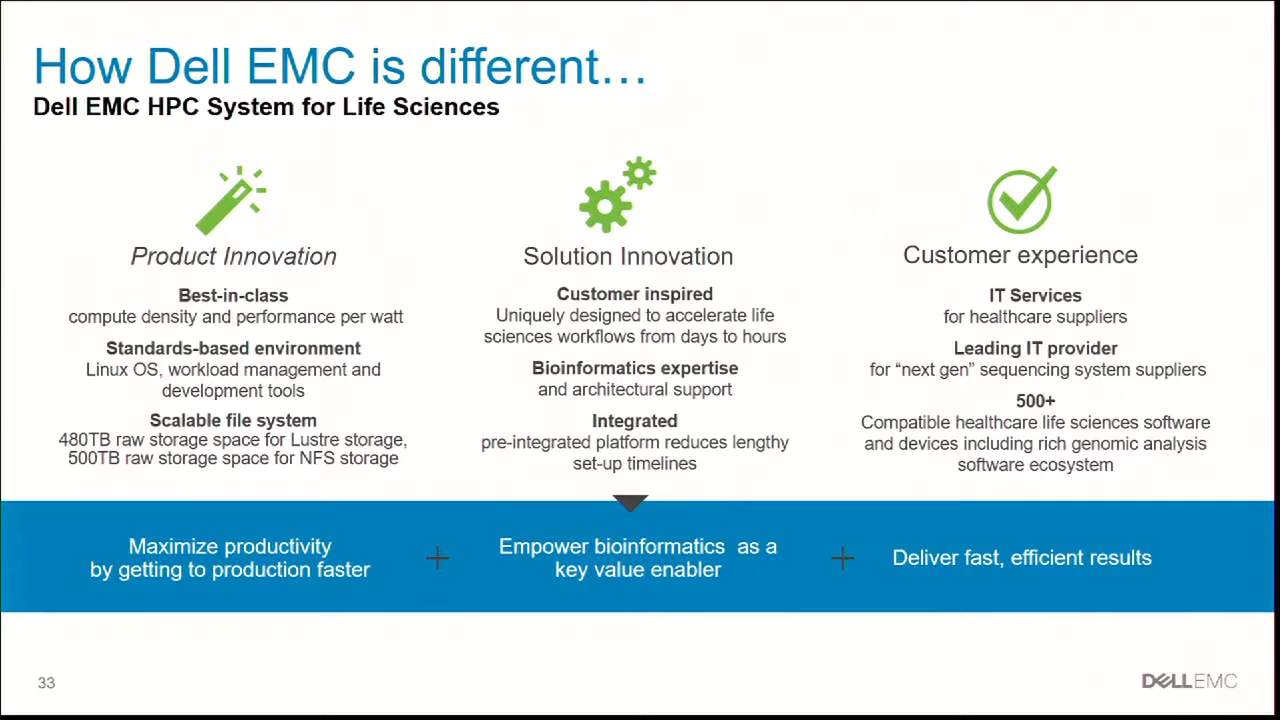 How Dell EMC is different…
Dell EMC HPC System for Life Sciences
Product Innovation
Best-in-class
compute density and performance per watt
Standards-based environment
Linux OS, workload management and
development tools
Scalable file system
480TB raw storage space for Lustre storage,
500TB raw storage space for NFS storage
Solution Innovation
Customer inspired
Uniquely designed to accelerate life
sciences workflows from days to hours
Bioinformatics expertise
and architectural support
Integrated
pre-integrated platform reduces lengthy
set-up timelines
Customer experience
IT Services
for healthcare suppliers
Leading IT provider
for “next gen” sequencing system suppliers
500+
Compatible healthcare life sciences software
and devices including rich genomic analysis
software ecosystem
Maximize productivity
by getting to production faster
+
Empower bioinformatics as a
key value enabler
+
Deliver fast, efficient results
33
DELLEMC